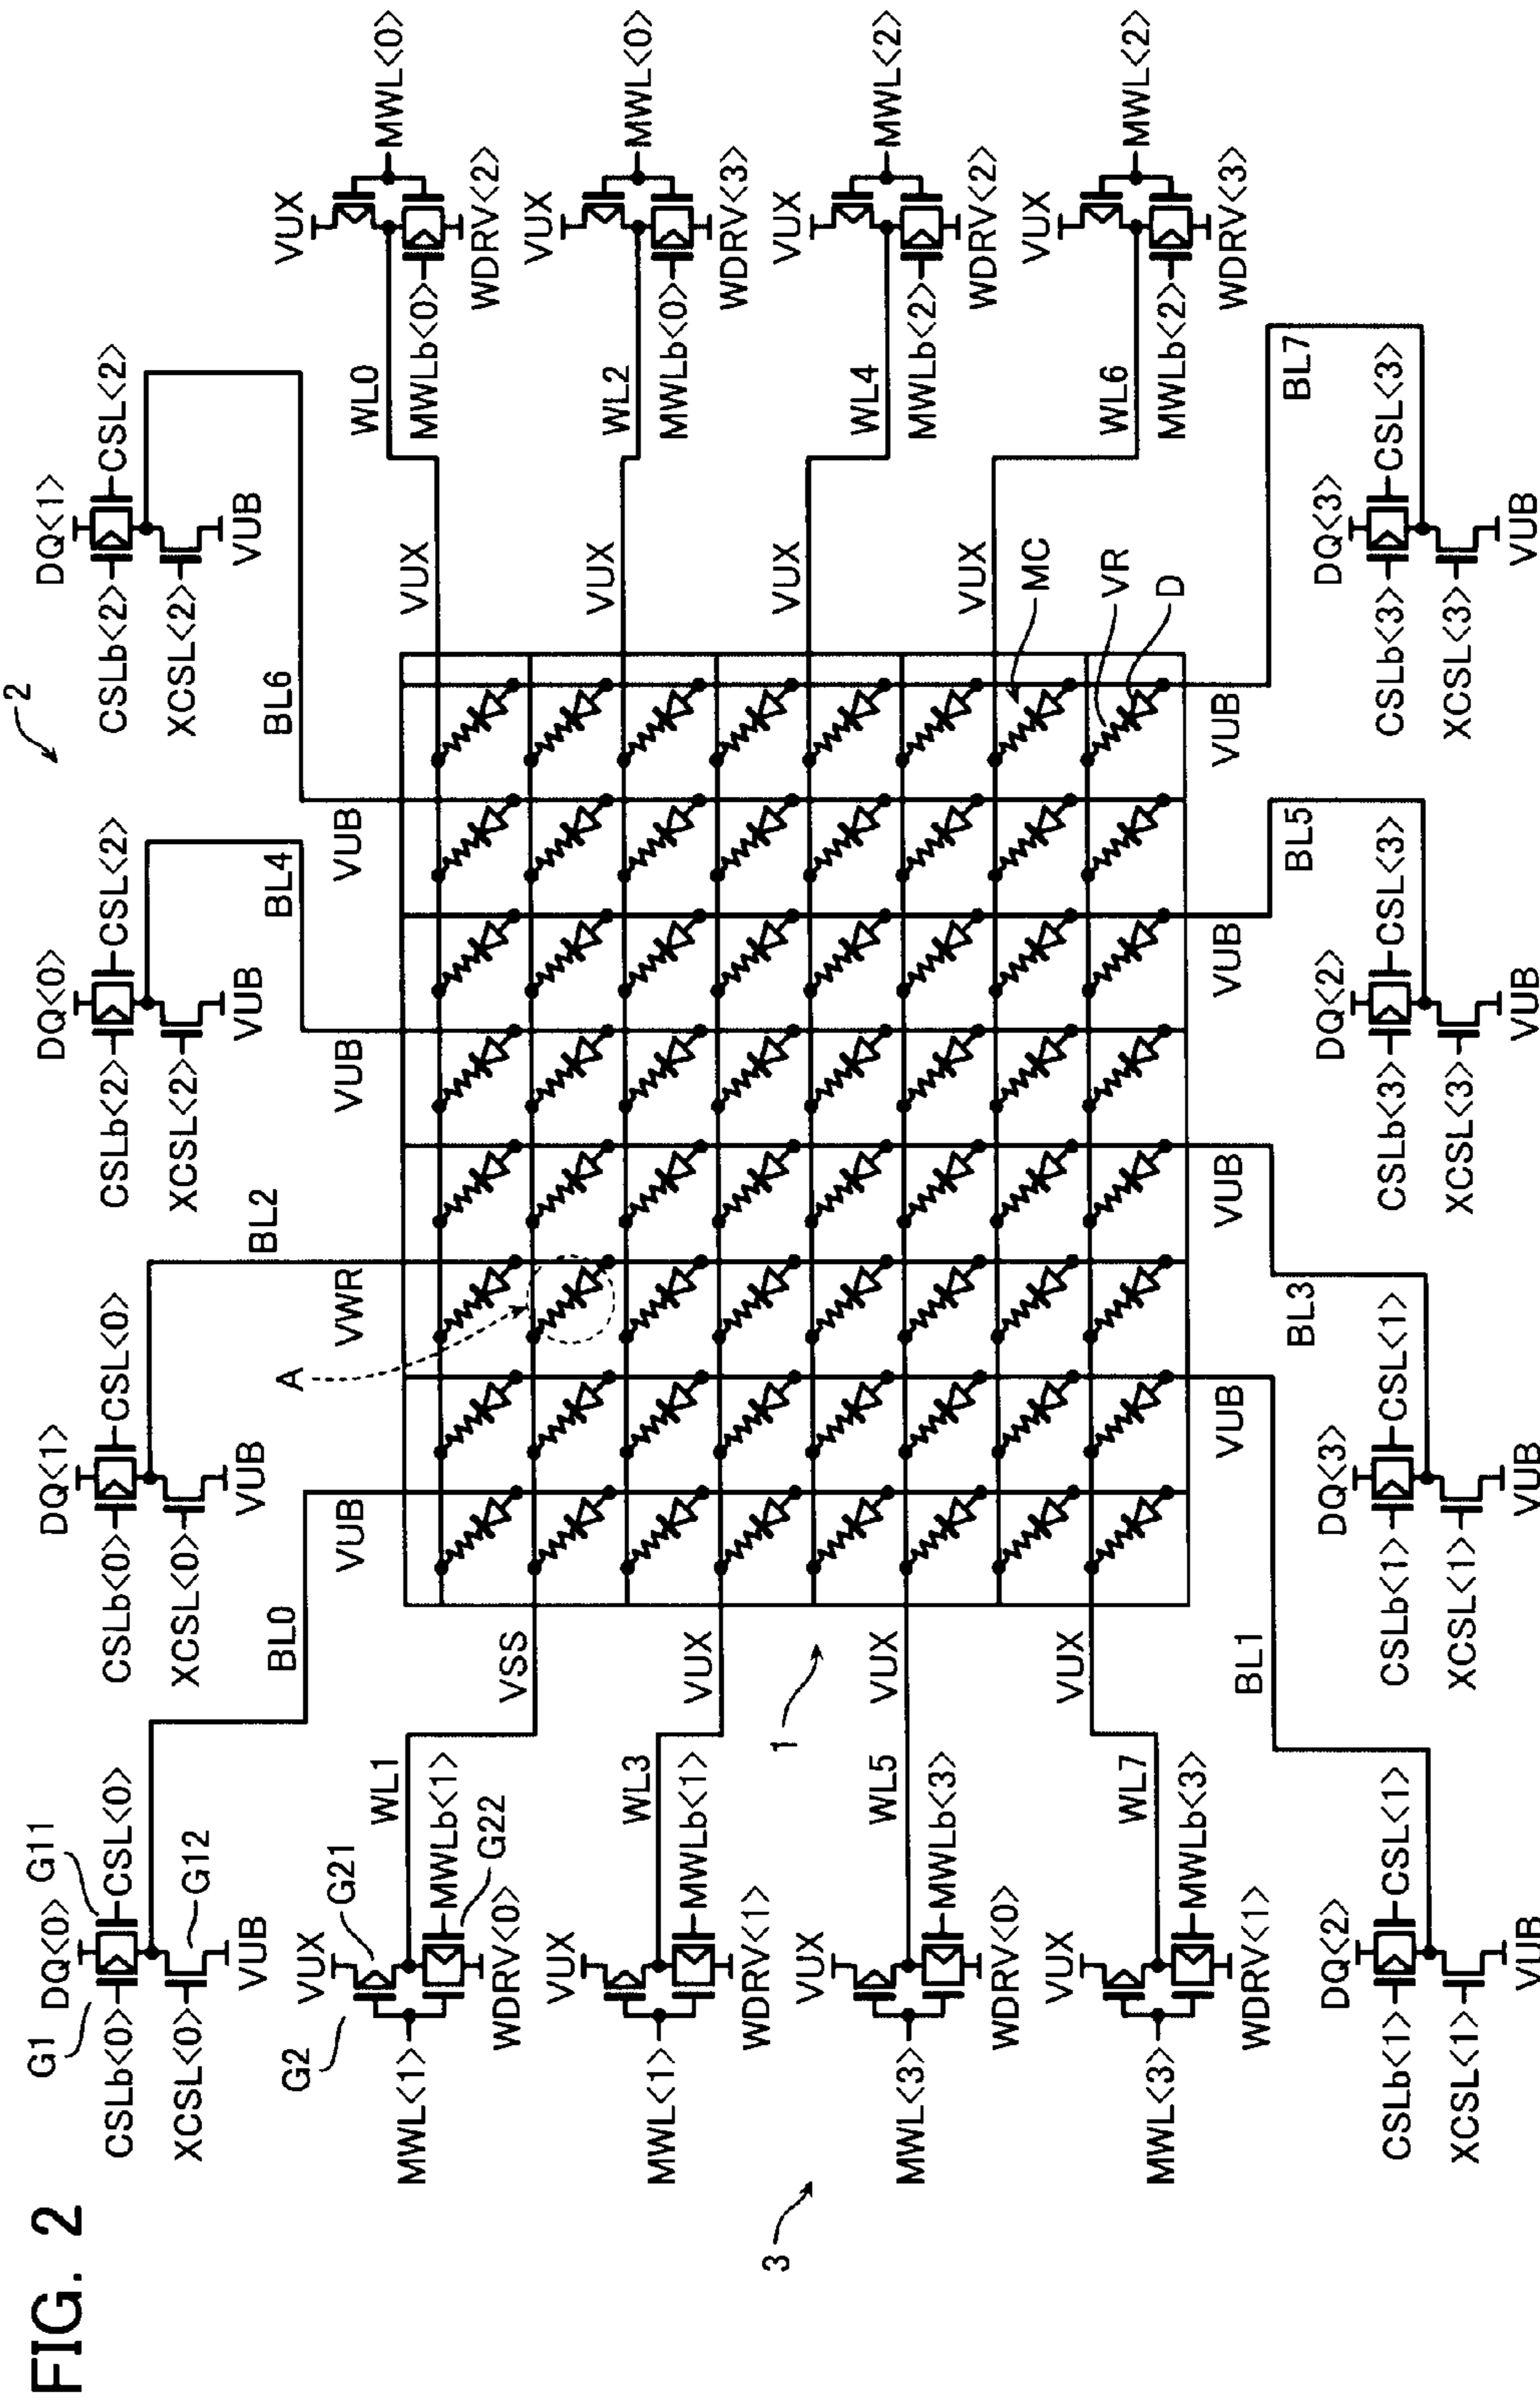 FIG. 2
2
G1
DQ<0>
G11
CSLb<0>
CSL<0>
XCSL<0>
G12
VUB
DQ<1>
CSLb<0>
CSL<0>
XCSL<0>
VUB
DQ<0>
CSLb<2>
CSL<2>
XCSL<2>
VUB
DQ<1>
CSLb<2>
CSL<2>
XCSL<2>
VUB
BL0
BL2
BL4
BL6
A
VUB
VWR
VUB
VUB
G2
VUX
G21
WL1
VSS
MWL<1>
MWLb<1>
G22
WDRV<0>
VUX
WL3
VUX
MWL<1>
MWLb<1>
WDRV<1>
VUX
WL5
VUX
MWL<3>
MWLb<3>
WDRV<0>
VUX
WL7
VUX
MWL<3>
MWLb<3>
WDRV<1>
3
1
VUX
WL0
VUX
MWL<0>
MWLb<0>
WDRV<2>
VUX
WL2
VUX
MWL<0>
MWLb<0>
WDRV<3>
VUX
WL4
VUX
MWL<2>
MWLb<2>
WDRV<2>
VUX
WL6
VUX
MWL<2>
MWLb<2>
WDRV<3>
MC
VR
D
VUB
VUB
VUB
VUB
BL1
BL3
BL5
BL7
DQ<2>
CSLb<1>
CSL<1>
XCSL<1>
VUB
DQ<3>
CSLb<1>
CSL<1>
XCSL<1>
VUB
DQ<2>
CSLb<3>
CSL<3>
XCSL<3>
VUB
DQ<3>
CSLb<3>
CSL<3>
XCSL<3>
VUB